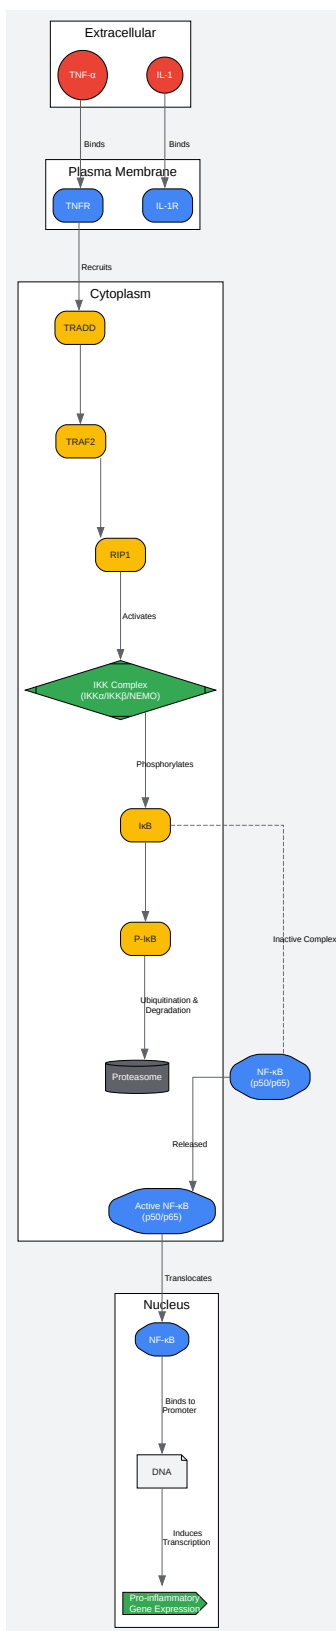 Extracellular
TNF-α
IL-1
Binds
Binds
Plasma Membrane
TNFR
IL-1R
Recruits
Cytoplasm
TRADD
TRAF2
RIP1
Activates
IKK Complex
(IKKα/IKKβ/NEMO)
Phosphorylates
IκB
P-IκB
Inactive Complex
Ubiquitination &
Degradation
Proteasome
NF-κB
(p50/p65)
Released
Active NF-κB
(p50/p65)
Translocates
Nucleus
NF-κB
Binds to
Promoter
DNA
Induces
Transcription
Pro-inflammatory
Gene Expression